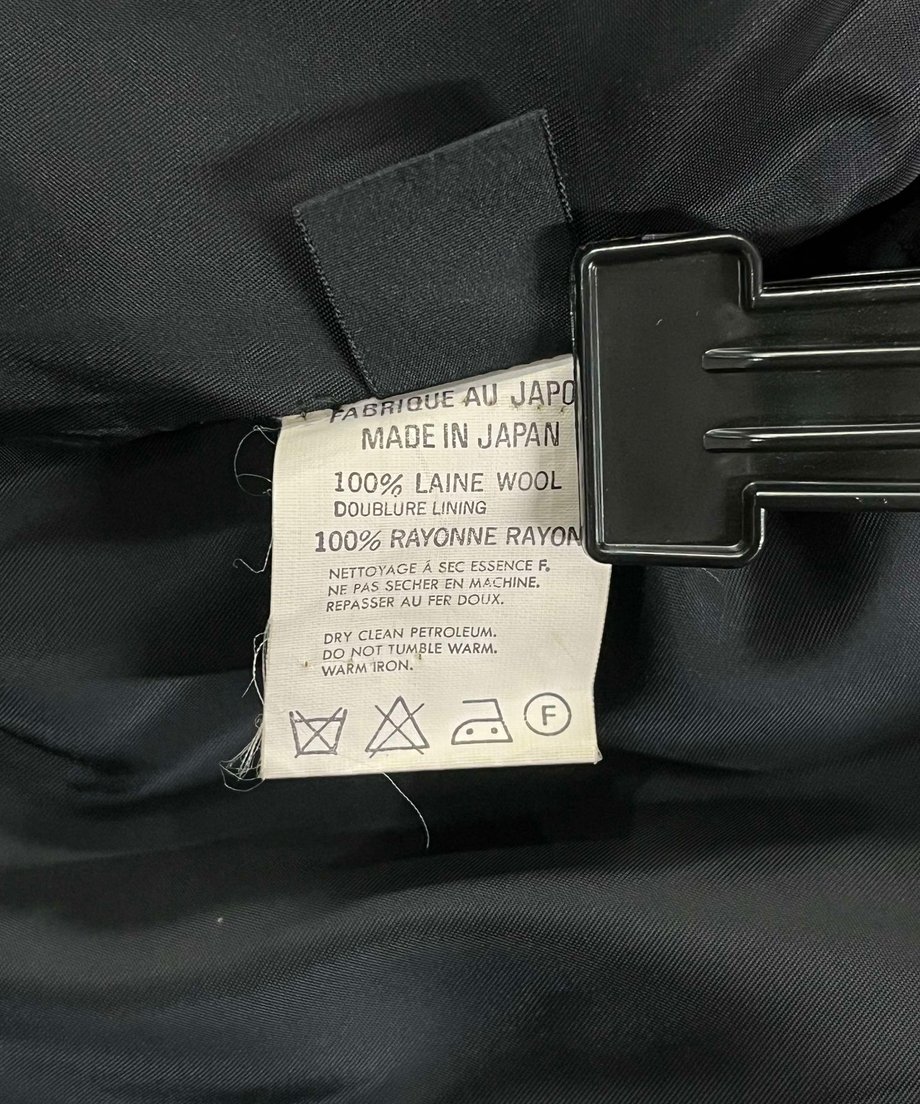 FABRIQUE AU JAPO
MADE IN JAPAN
100% LAINE WOOL
DOUBLURE LINING
100% RAYONNE RAYON
NETTOYAGE À SEC ESSENCE F.
NE PAS SECHER EN MACHINE.
REPASSER AU FER DOUX.
DRY CLEAN PETROLEUM.
DO NOT TUMBLE WARM.
WARM IRON.
F